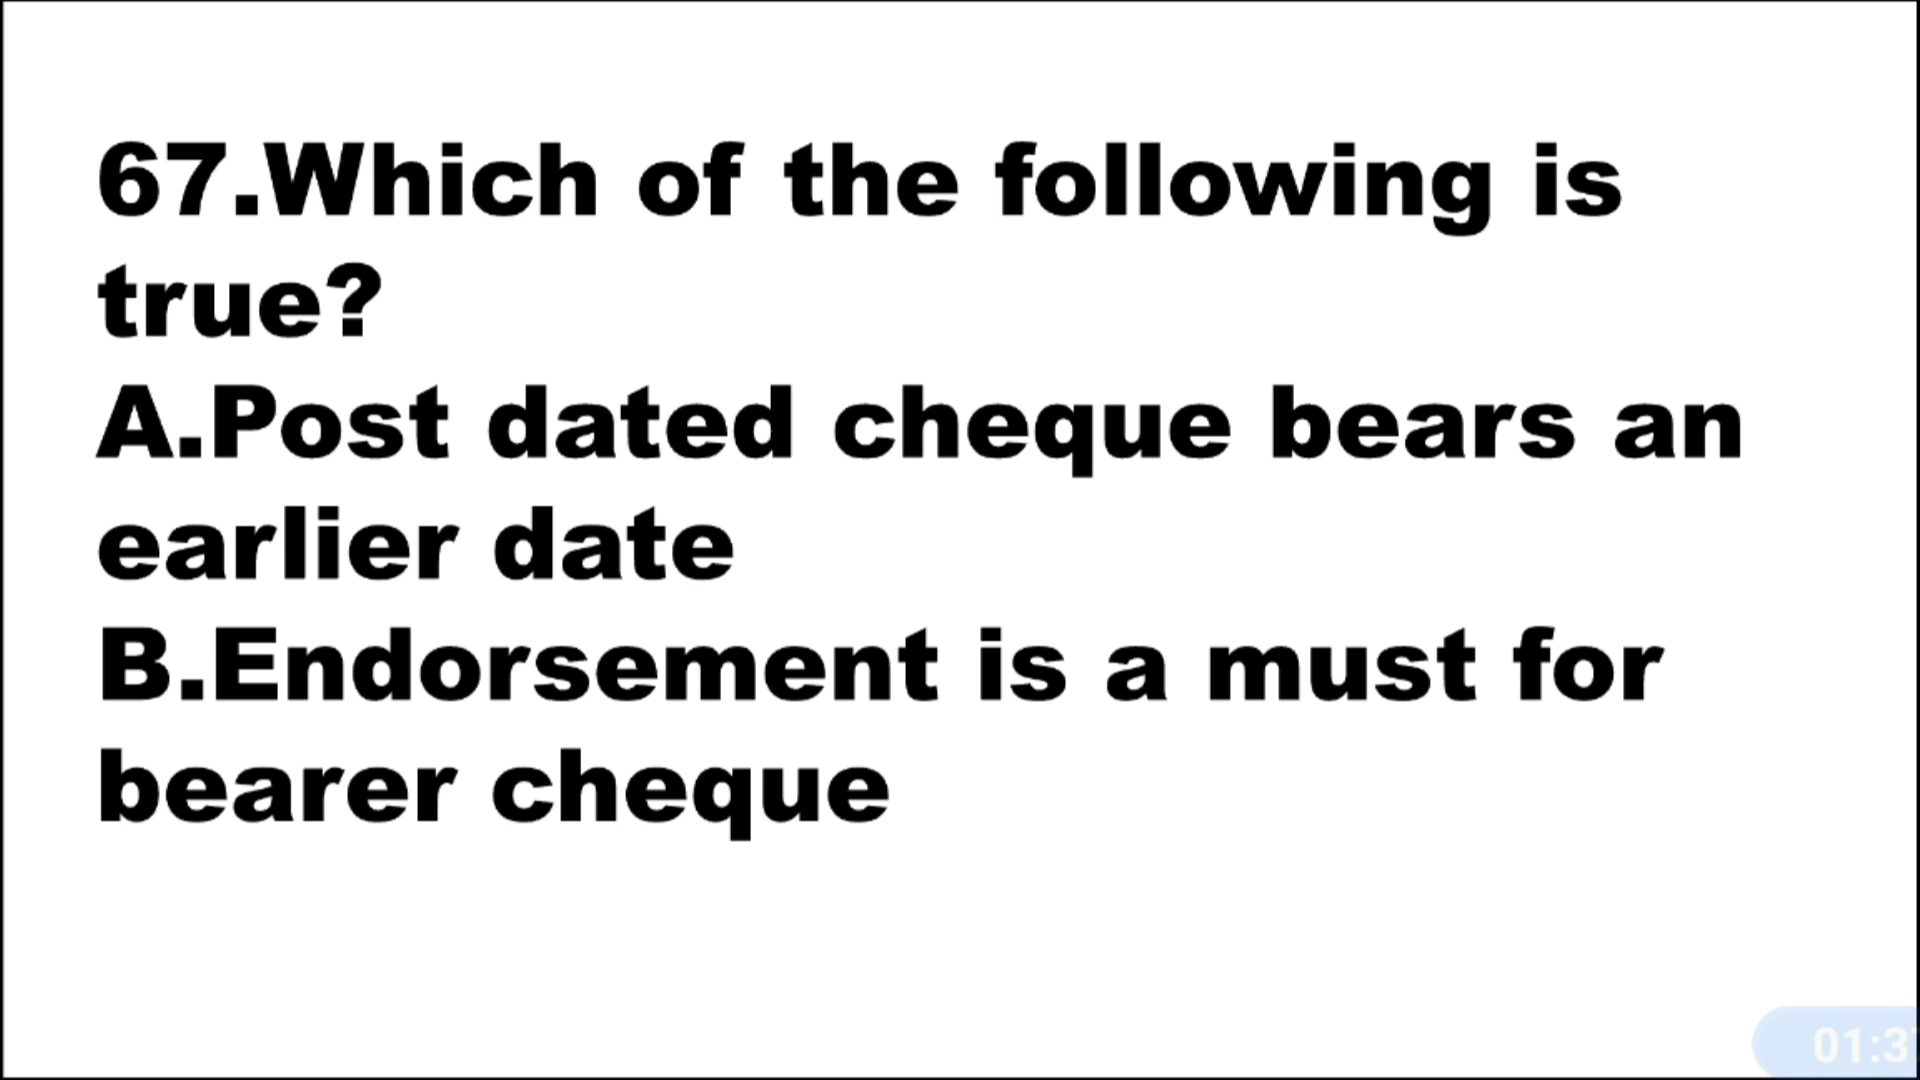 67.Which of the following is
true?
A.Post dated cheque bears an
earlier date
B.Endorsement is a must for
bearer cheque
01:3